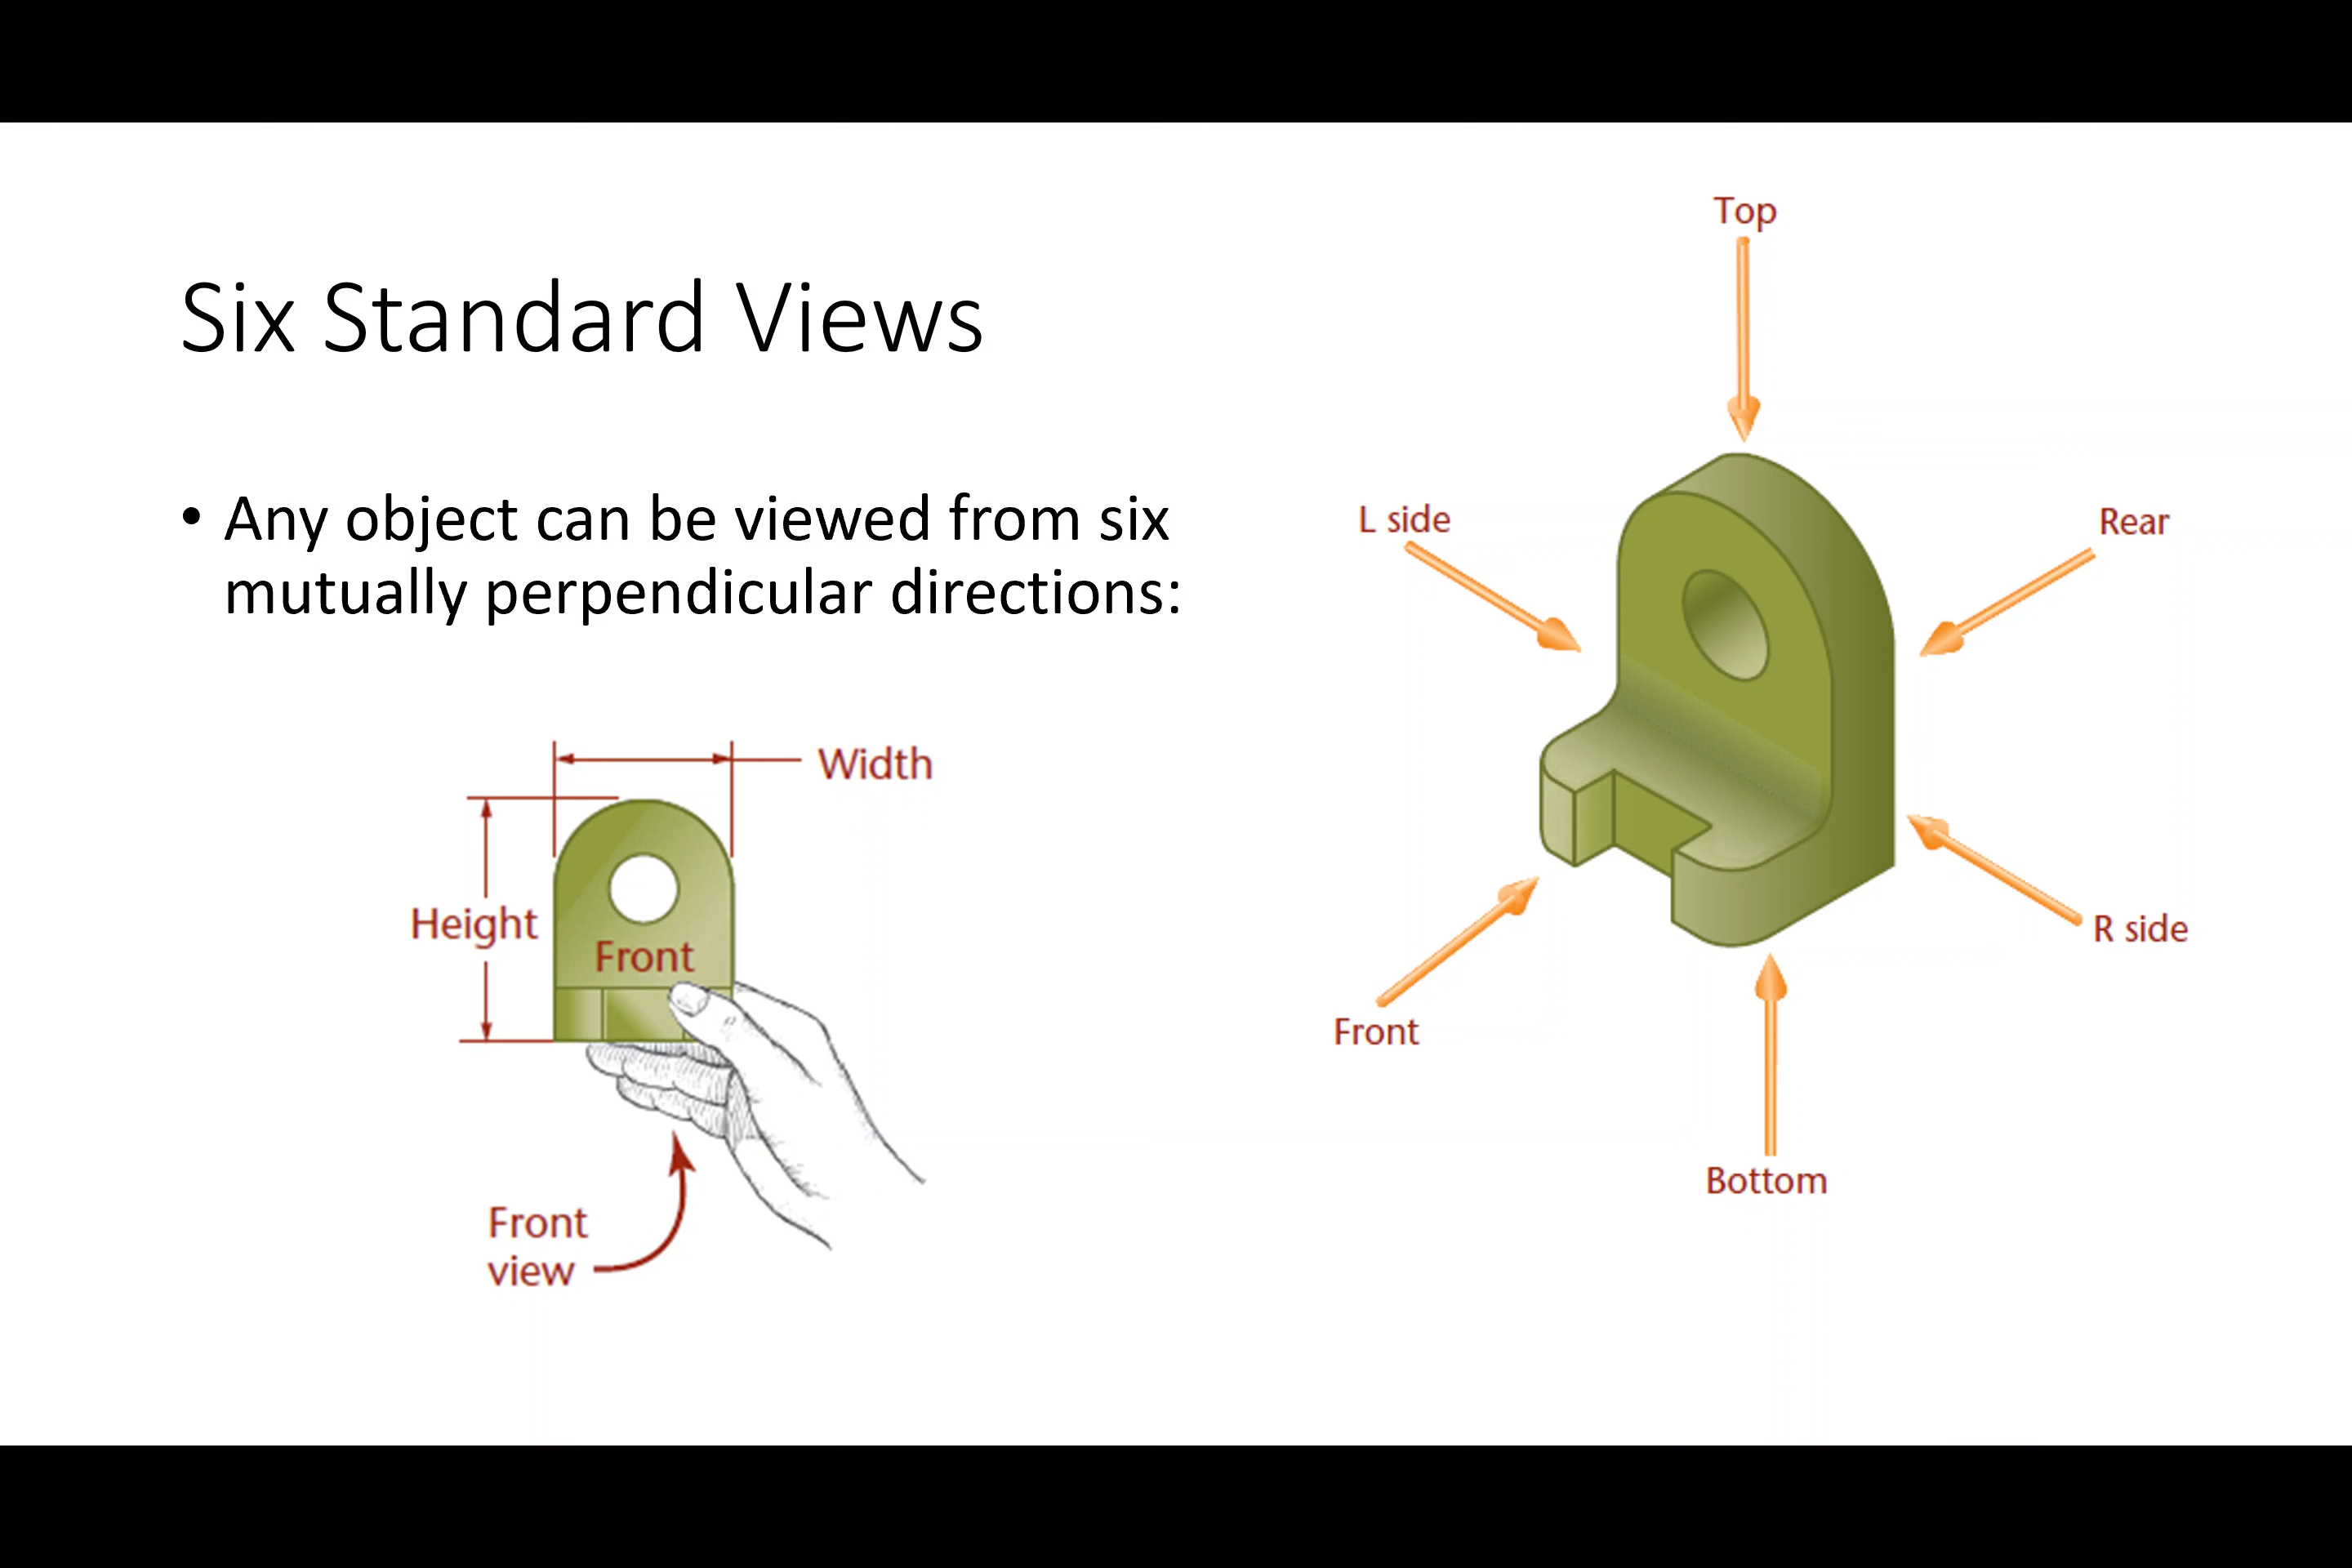 Six Standard Views
• Any object can be viewed from six
mutually perpendicular directions:
Width
Height
Front
Front
view
Top
L side
Rear
R side
Front
Bottom